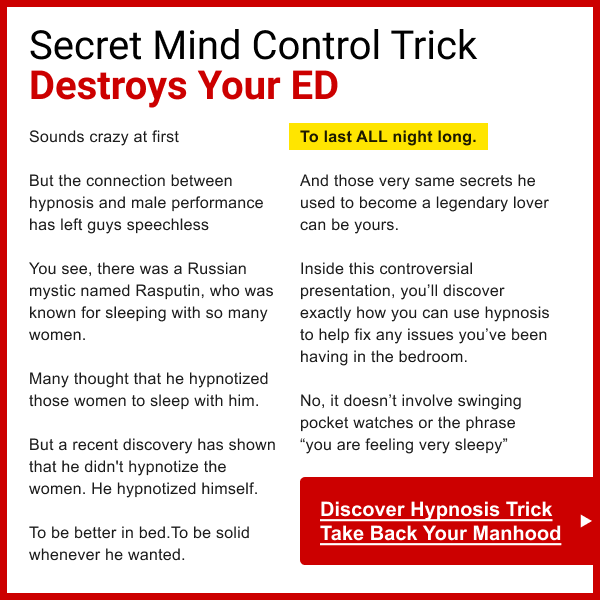 Secret Mind Control Trick
Destroys Your ED
Sounds crazy at first
But the connection between
hypnosis and male performance
has left guys speechless
You see, there was a Russian
mystic named Rasputin, who was
known for sleeping with so many
women.
Many thought that he hypnotized
those women to sleep with him.
But a recent discovery has shown
that he didn't hypnotize the
women. He hypnotized himself.
To be better in bed.To be solid
whenever he wanted.
To last ALL night long.
And those very same secrets he
used to become a legendary lover
can be yours.
Inside this controversial
presentation, you’ll discover
exactly how you can use hypnosis
to help fix any issues you’ve been
having in the bedroom.
No, it doesn’t involve swinging
pocket watches or the phrase
“you are feeling very sleepy”
Discover Hypnosis Trick
Take Back Your Manhood